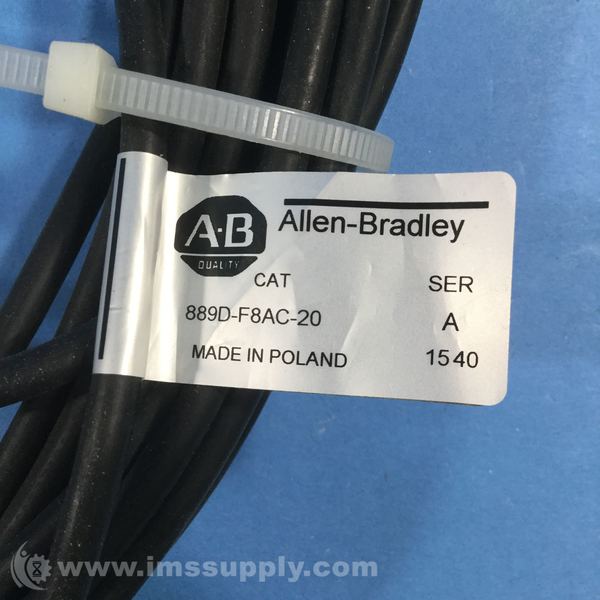 A-B
QUALITY
Allen-Bradley
CAT SER
889D-F8AC-20 A
MADE IN POLAND 1540
www.imssupply.com